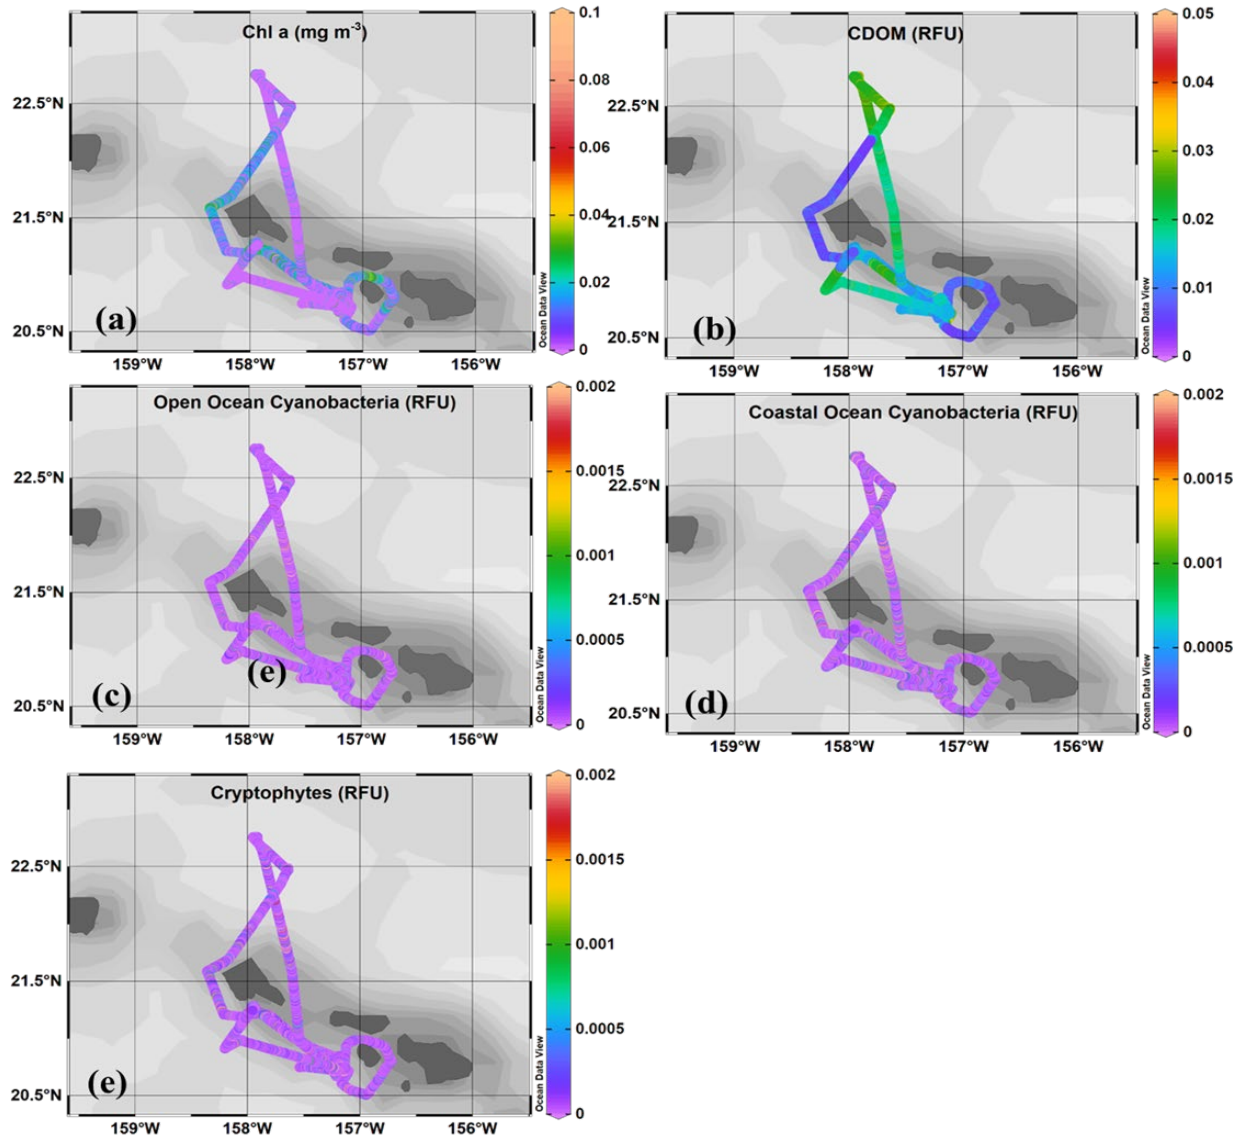 Chl a (mg m-3)
0.1
0.08
0.06
0.04
0.02
0
22.5°N
21.5°N
20.5°N
(a)
Ocean Data View
159°W 158°W 157°W 156°W
CDOM (RFU)
0.05
0.04
0.03
0.02
0.01
0
22.5°N
21.5°N
20.5°N
(b)
Ocean Data View
159°W 158°W 157°W 156°W
Open Ocean Cyanobacteria (RFU)
0.002
0.0015
0.001
0.0005
0
22.5°N
21.5°N
20.5°N
(e)
(c)
Ocean Data View
159°W 158°W 157°W 156°W
Coastal Ocean Cyanobacteria (RFU)
0.002
0.0015
0.001
0.0005
0
22.5°N
21.5°N
20.5°N
(d)
Ocean Data View
159°W 158°W 157°W 156°W
Cryptophytes (RFU)
0.002
0.0015
0.001
0.0005
0
22.5°N
21.5°N
20.5°N
(e)
Ocean Data View
159°W 158°W 157°W 156°W